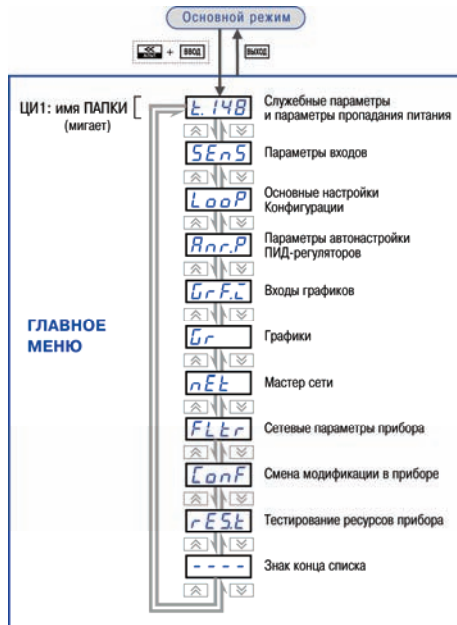 Основной режим
АЛЬТ + ВВОД
ВЫХОД
ЦИ1: имя ПАПКИ
(мигает)
t.148
Служебные параметры
и параметры пропадания питания
SEnS
Параметры входов
LooP
Основные настройки
Конфигурации
Anr.P
Параметры автонастройки
ПИД-регуляторов
GrF.i
Входы графиков
ГЛАВНОЕ
МЕНЮ
Gr
Графики
nEt
Мастер сети
FLtr
Сетевые параметры прибора
ConF
Смена модификации в приборе
rES.t
Тестирование ресурсов прибора
----
Знак конца списка